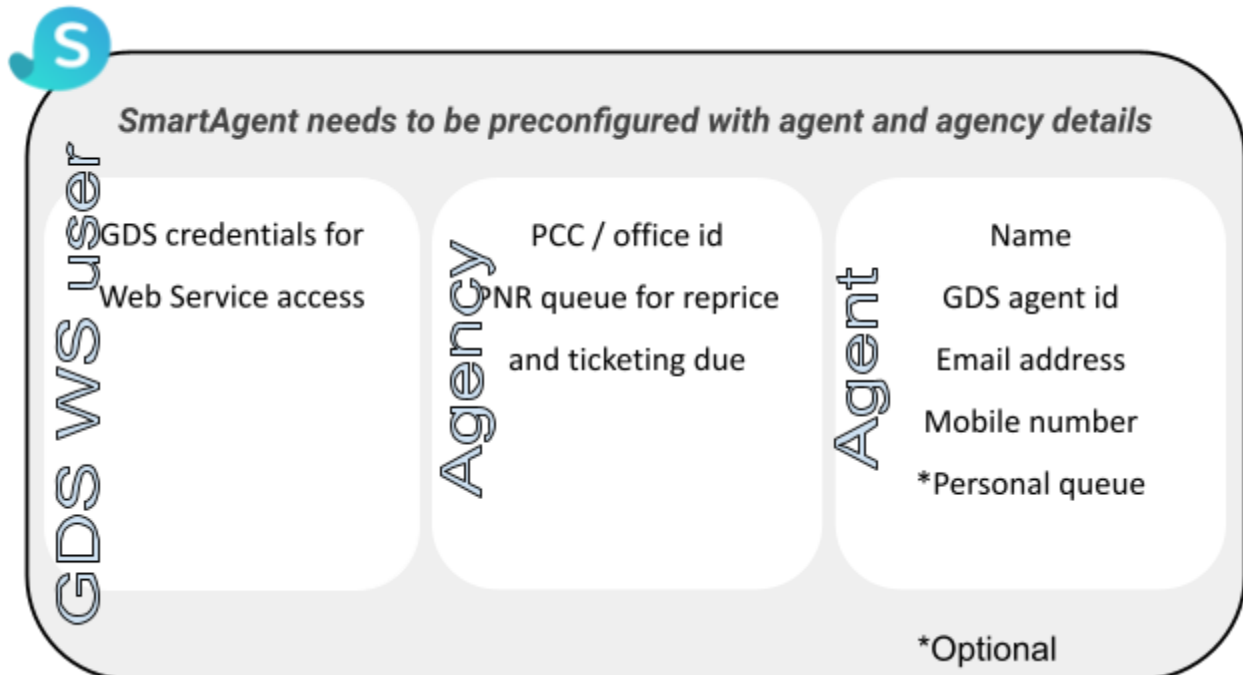 S
SmartAgent needs to be preconfigured with agent and agency details
GDS WS user
GDS credentials for
Web Service access
Agency
PCC / office id
PNR queue for reprice
and ticketing due
Agent
Name
GDS agent id
Email address
Mobile number
*Personal queue
*Optional